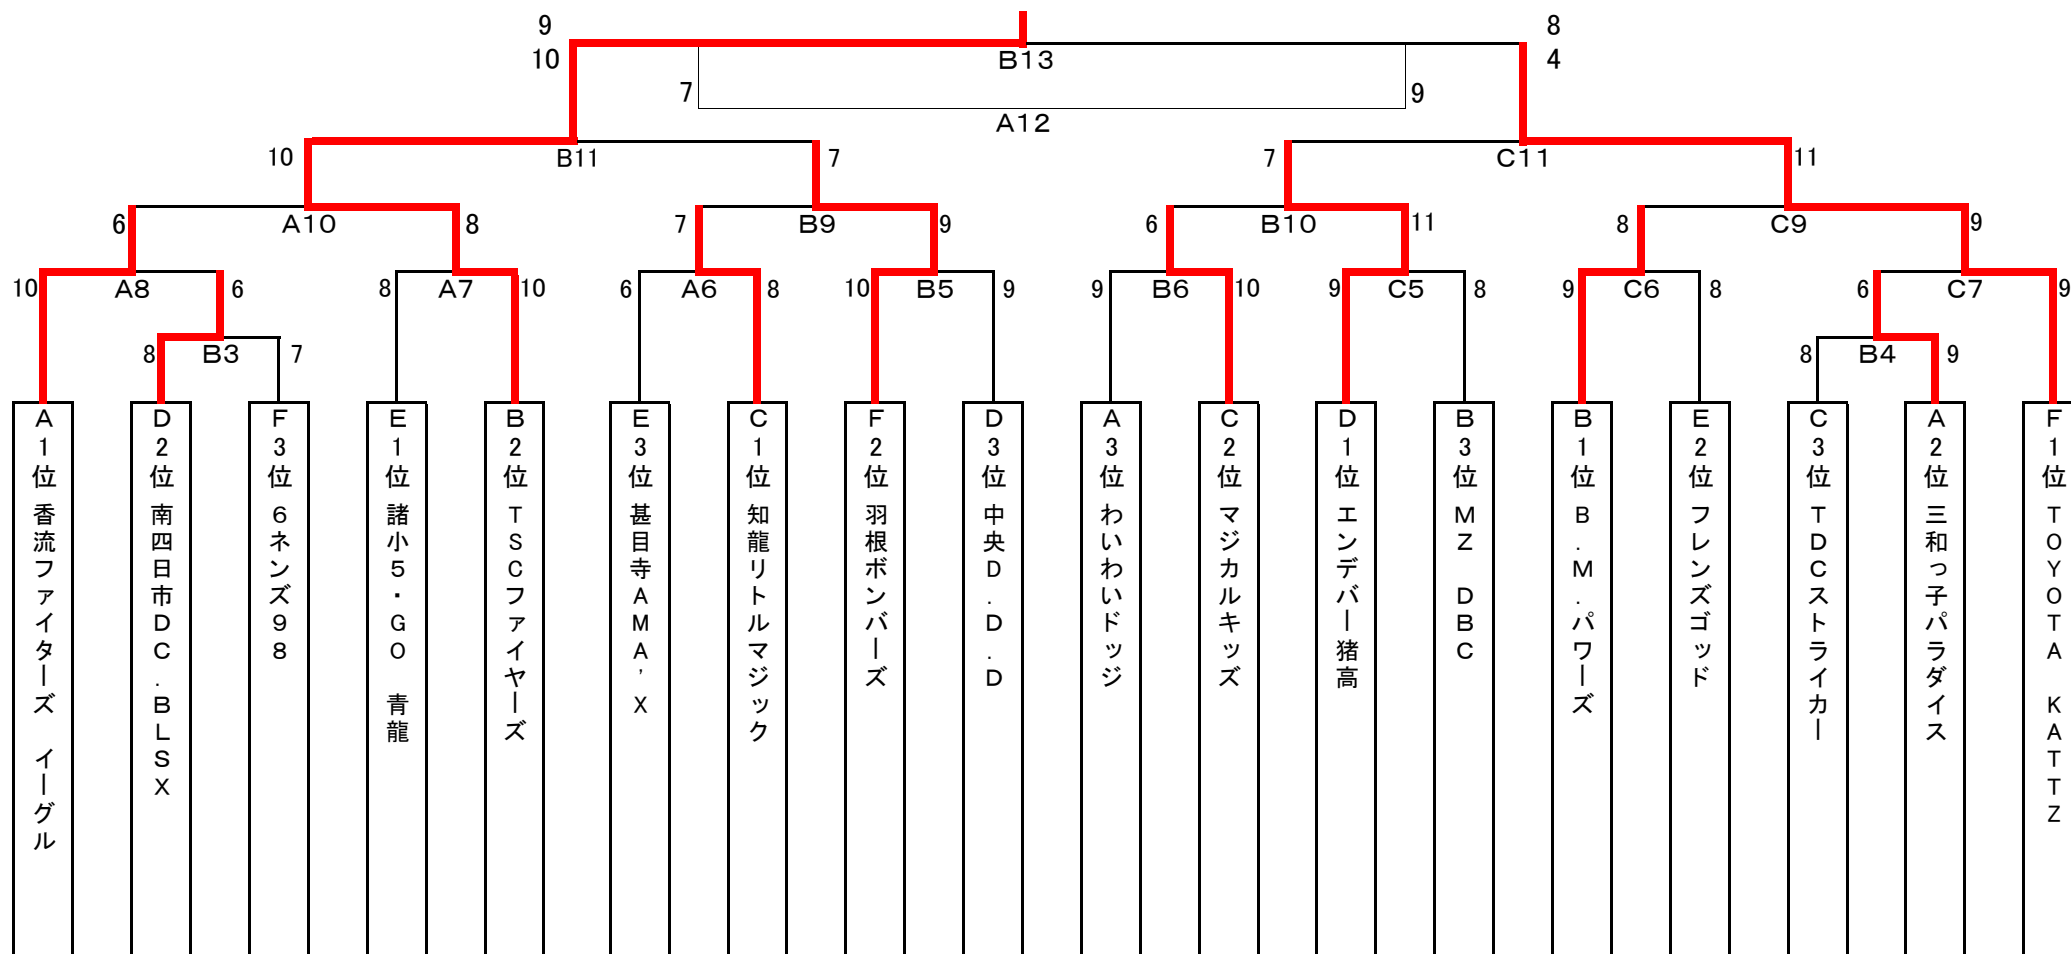 9 8
10 B13 4
7 9
A12
10 B11 7 7 C11 11
6 A10 8 7 B9 9 6 B10 11 8 C9 9
10 A8 6 8 A7 10 6 A6 8 10 B5 9 9 B6 10 9 C5 8 9 C6 8 6 C7 9
8 B3 7 8 B4 9
A1位 香流ファイターズ イーグル
D2位 南四日市DC.BLSX
F3位 6ネンズ98
E1位 諸小5・GO 青龍
B2位 TSCファイヤーズ
E3位 甚目寺AMA'X
C1位 知龍リトルマジック
F2位 羽根ボンバーズ
D3位 中央D.D.D
A3位 わいわいドッジ
C2位 マジカルキッズ
D1位 エンデバー猪高
B3位 MZ DBC
B1位 B.M.パワーズ
E2位 フレンズゴッド
C3位 TDCストライカー
A2位 三和っ子パラダイス
F1位 TOYOTA KATTZ